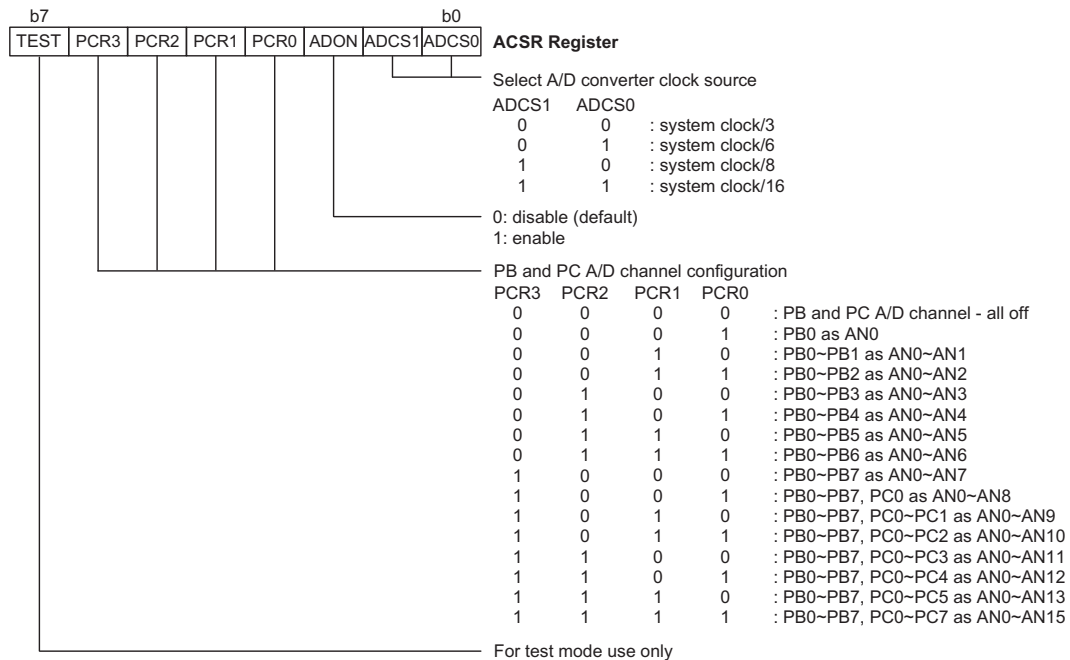 b7 b0
TEST PCR3 PCR2 PCR1 PCR0 ADON ADCS1 ADCS0 ACSR Register
Select A/D converter clock source
ADCS1 ADCS0
0 0 : system clock/3
0 1 : system clock/6
1 0 : system clock/8
1 1 : system clock/16
0: disable (default)
1: enable
PB and PC A/D channel configuration
PCR3 PCR2 PCR1 PCR0
0 0 0 0 : PB and PC A/D channel - all off
0 0 0 1 : PB0 as AN0
0 0 1 0 : PB0~PB1 as AN0~AN1
0 0 1 1 : PB0~PB2 as AN0~AN2
0 1 0 0 : PB0~PB3 as AN0~AN3
0 1 0 1 : PB0~PB4 as AN0~AN4
0 1 1 0 : PB0~PB5 as AN0~AN5
0 1 1 1 : PB0~PB6 as AN0~AN6
1 0 0 0 : PB0~PB7 as AN0~AN7
1 0 0 1 : PB0~PB7, PC0 as AN0~AN8
1 0 1 0 : PB0~PB7, PC0~PC1 as AN0~AN9
1 0 1 1 : PB0~PB7, PC0~PC2 as AN0~AN10
1 1 0 0 : PB0~PB7, PC0~PC3 as AN0~AN11
1 1 0 1 : PB0~PB7, PC0~PC4 as AN0~AN12
1 1 1 0 : PB0~PB7, PC0~PC5 as AN0~AN13
1 1 1 1 : PB0~PB7, PC0~PC7 as AN0~AN15
For test mode use only